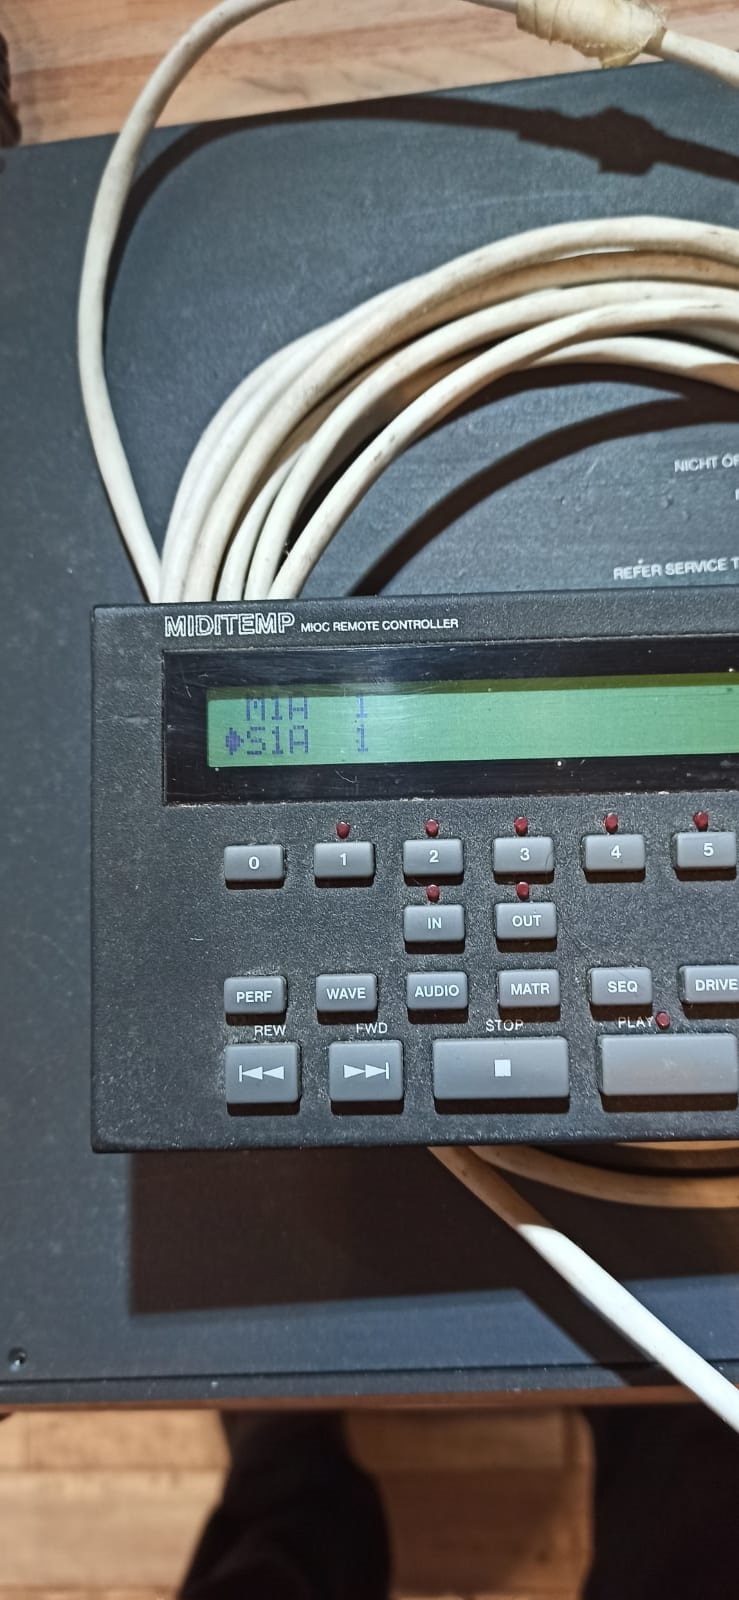 NIGHT OF
REFER SERVICE T
MIDITEMP MIOC REMOTE CONTROLLER
M1A 1
S1A 1
0 1 2 3 4 5
IN OUT
PERF WAVE AUDIO MATR SEQ DRIVE
REW FWD STOP PLAY